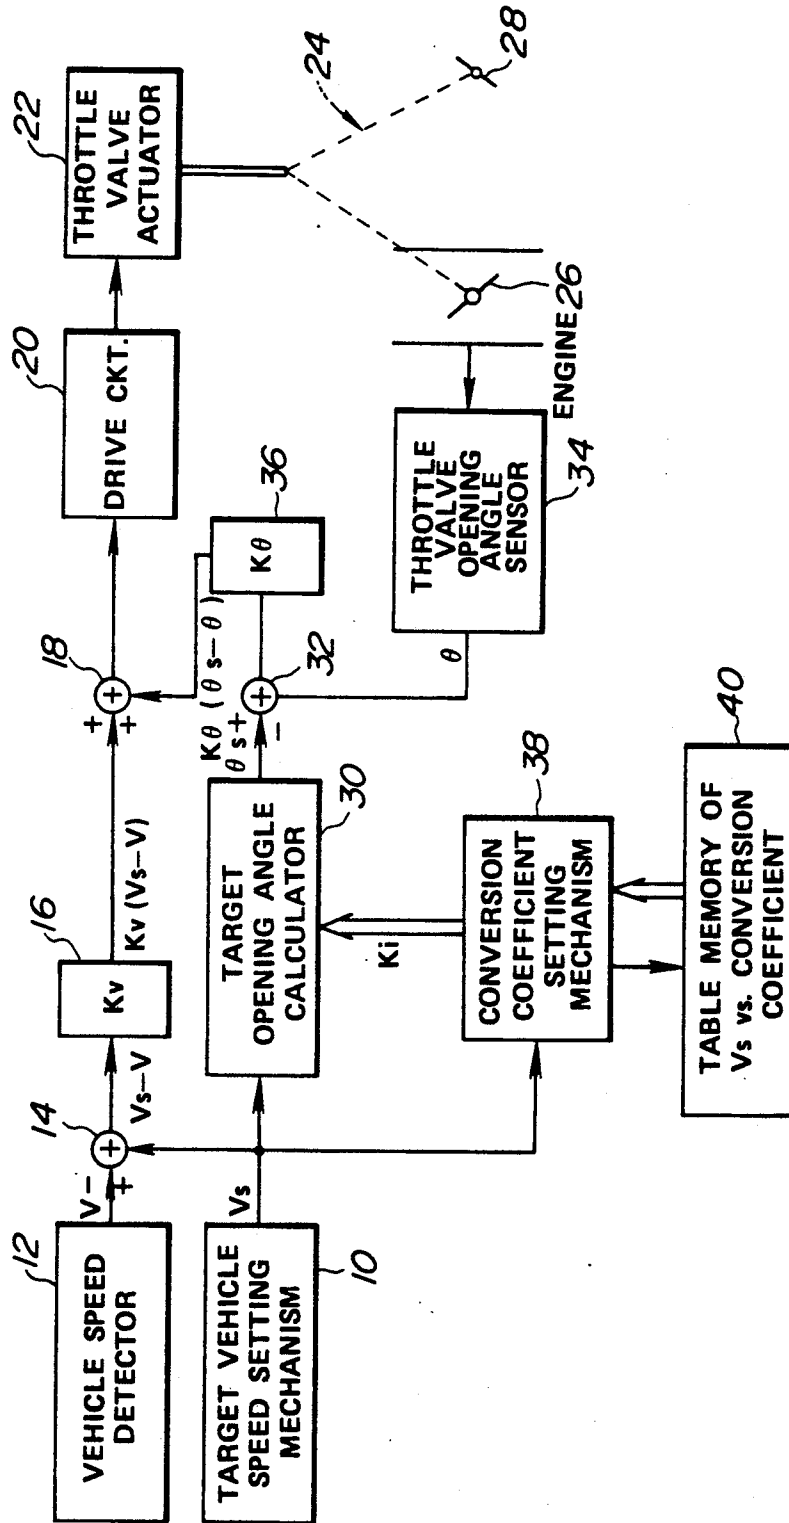 12
VEHICLE SPEED
DETECTOR
V
−
+
14
Vs−V
16
Kv
Kv (Vs−V)
+
+
18
+
20
DRIVE CKT.
22
THROTTLE
VALVE
ACTUATOR
24
28
26
ENGINE
TARGET VEHICLE
SPEED SETTING
MECHANISM
10
Vs
TARGET
OPENING ANGLE
CALCULATOR
30
Kθ ( θ s− θ )
θ s
+
−
+
32
Kθ
36
θ
THROTTLE
VALVE
OPENING
ANGLE
SENSOR
34
Ki
CONVERSION
COEFFICIENT
SETTING
MECHANISM
38
TABLE MEMORY OF
Vs vs. CONVERSION
COEFFICIENT
40